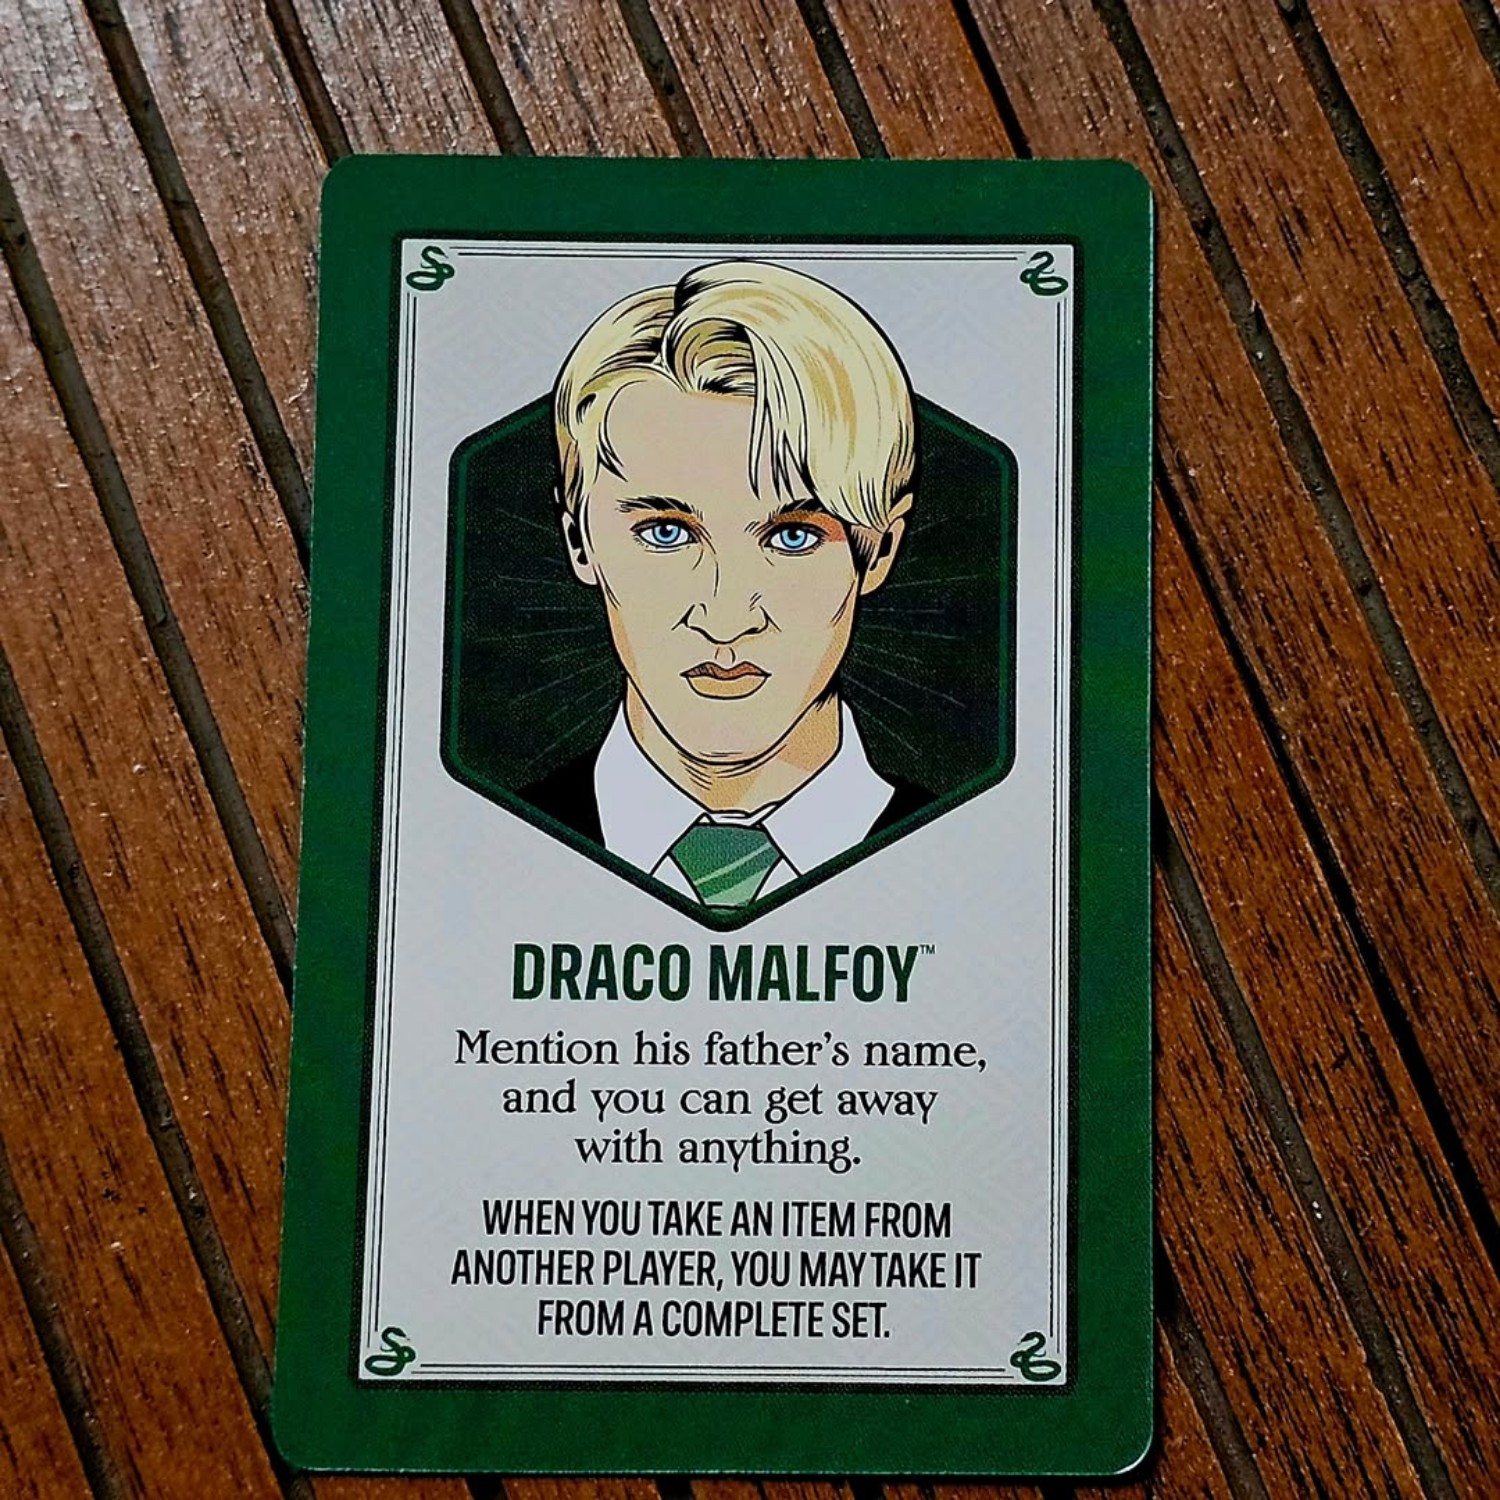 DRACO MALFOY™
Mention his father's name,
and you can get away
with anything.
WHEN YOU TAKE AN ITEM FROM
ANOTHER PLAYER, YOU MAY TAKE IT
FROM A COMPLETE SET.